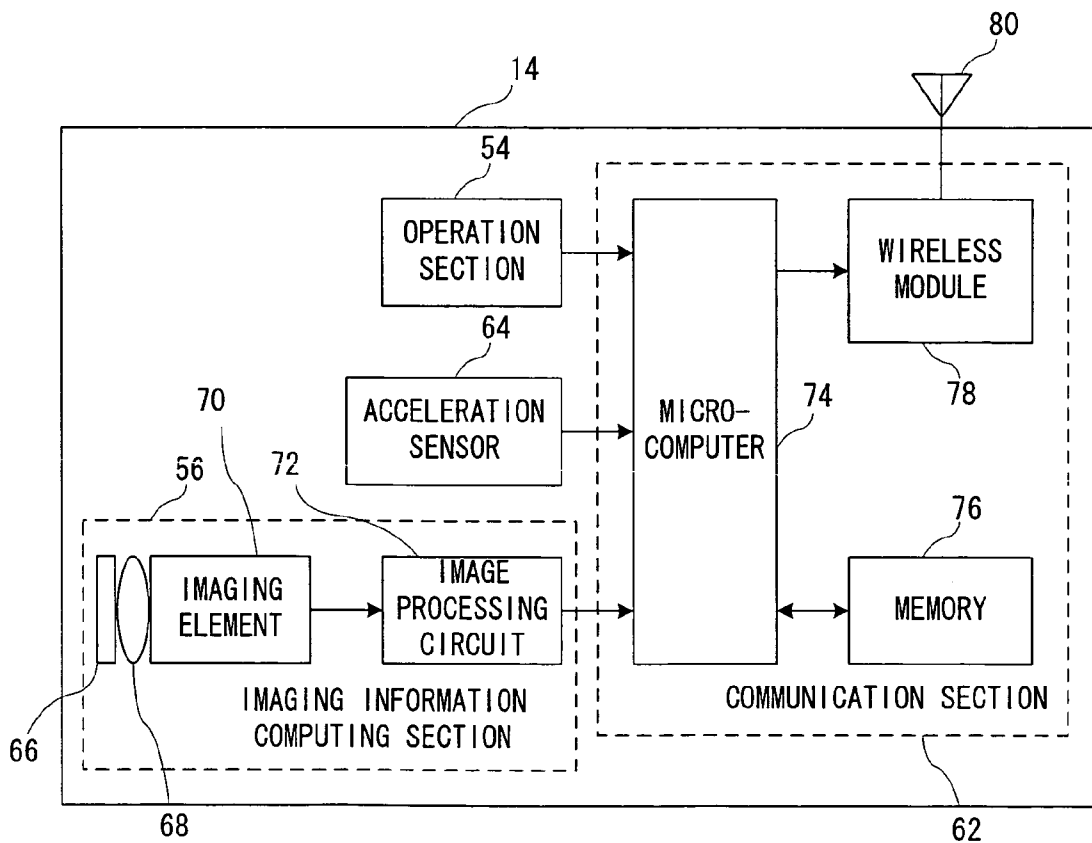 80
14
54
OPERATION
SECTION
WIRELESS
MODULE
64
78
ACCELERATION
SENSOR
MICRO-
COMPUTER
74
70
72
56
76
IMAGING
ELEMENT
IMAGE
PROCESSING
CIRCUIT
MEMORY
IMAGING INFORMATION
COMPUTING SECTION
COMMUNICATION SECTION
66
68
62